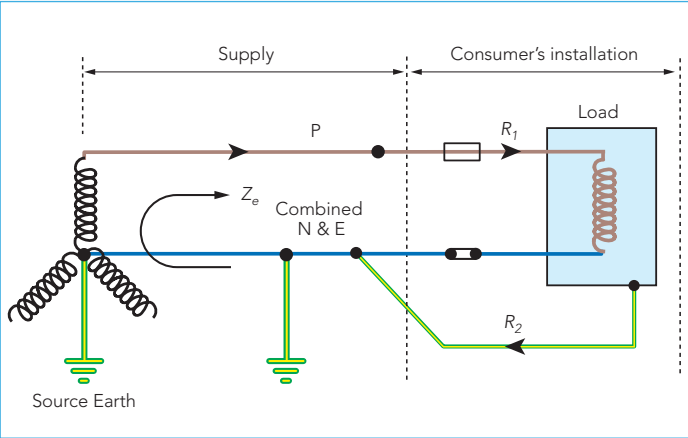 Supply
Consumer's installation
Load
P
R1
Ze
Combined
N & E
R2
Source Earth